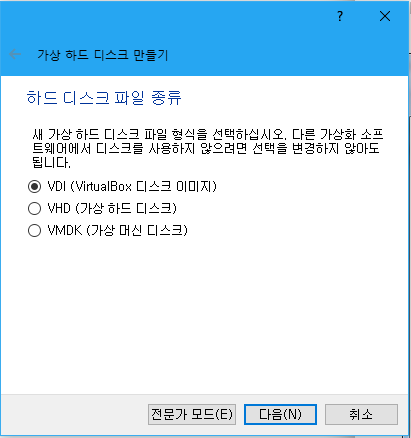 ?
가상 하드 디스크 만들기
하드 디스크 파일 종류
새 가상 하드 디스크 파일 형식을 선택하십시오. 다른 가상화 소프
트웨어에서 디스크를 사용하지 않으려면 선택을 변경하지 않아도
됩니다.
VDI (VirtualBox 디스크 이미지)
VHD (가상 하드 디스크)
VMDK (가상 머신 디스크)
전문가 모드(E) 다음(N) 취소